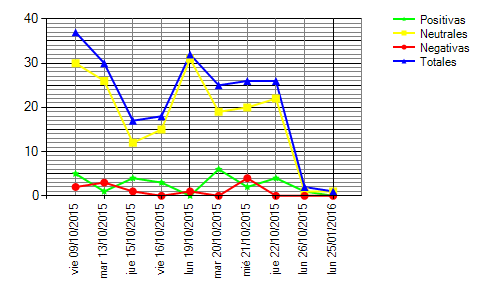 40
30
20
10
0
Positivas
Neutrales
Negativas
Totales
vie 09/10/2015
mar 13/10/2015
jue 15/10/2015
vie 16/10/2015
lun 19/10/2015
mar 20/10/2015
mié 21/10/2015
jue 22/10/2015
lun 26/10/2015
lun 25/01/2016